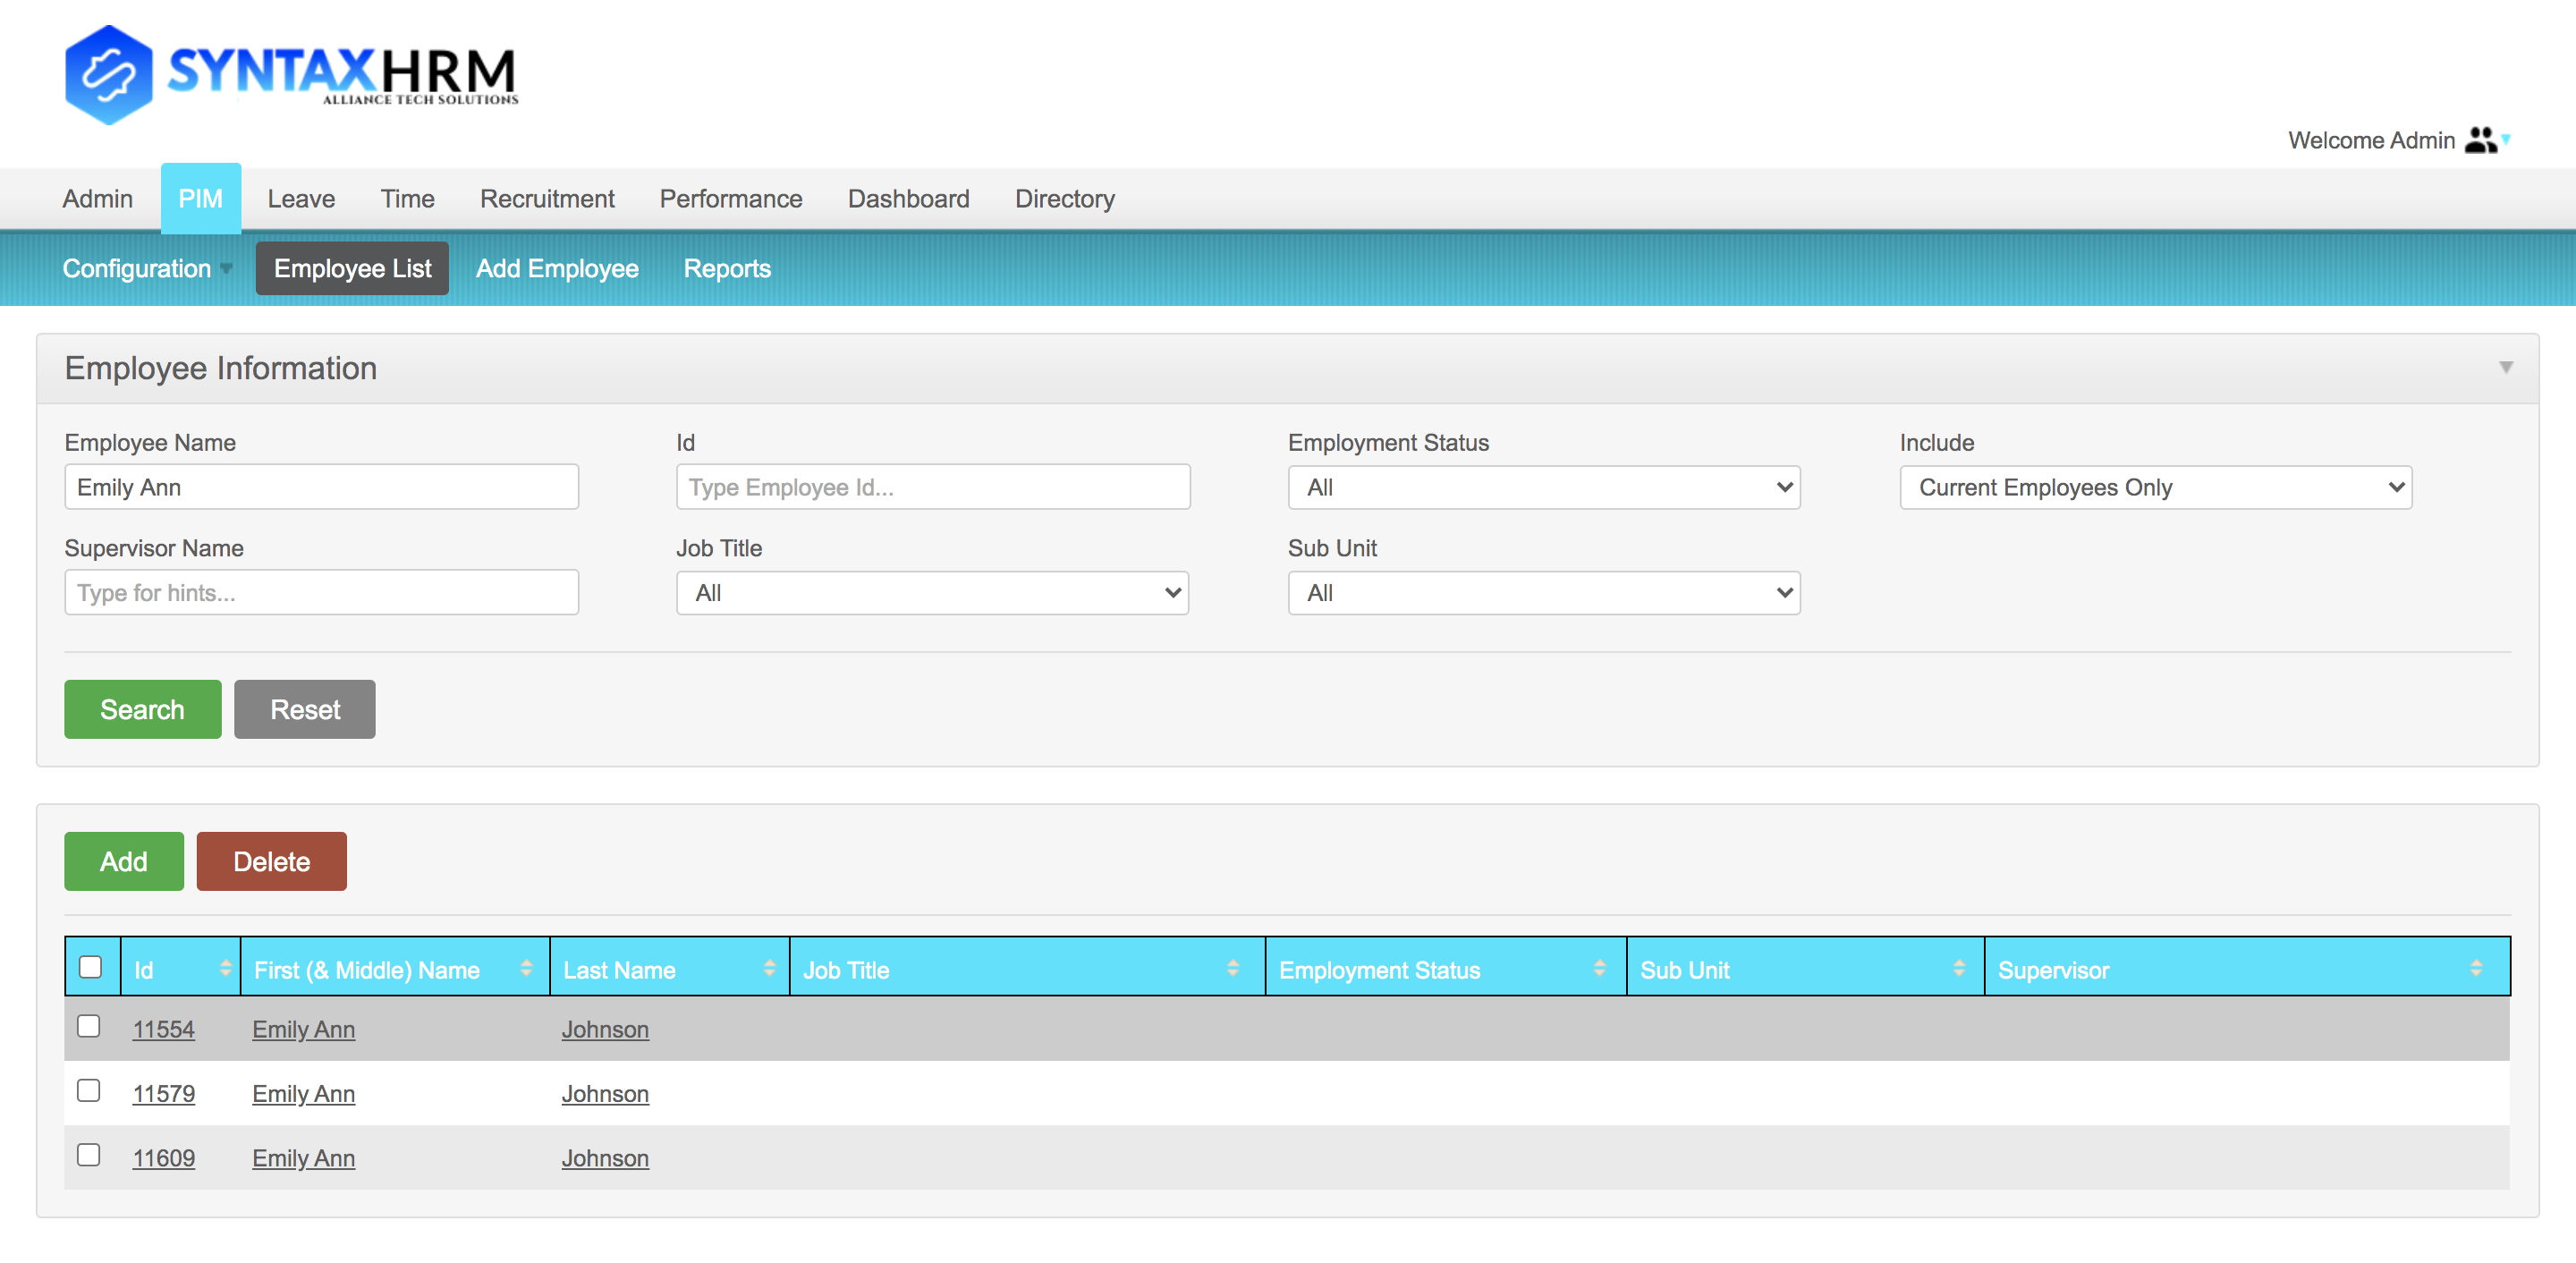 SYNTAXHRM
ALLIANCE TECH SOLUTIONS
Welcome Admin
Admin PIM Leave Time Recruitment Performance Dashboard Directory
Configuration Employee List Add Employee Reports
Employee Information
Employee Name Id Employment Status Include
Emily Ann Type Employee Id... All Current Employees Only
Supervisor Name Job Title Sub Unit
Type for hints... All All
Search Reset
Add Delete
Id First (& Middle) Name Last Name Job Title Employment Status Sub Unit Supervisor
11554 Emily Ann Johnson
11579 Emily Ann Johnson
11609 Emily Ann Johnson